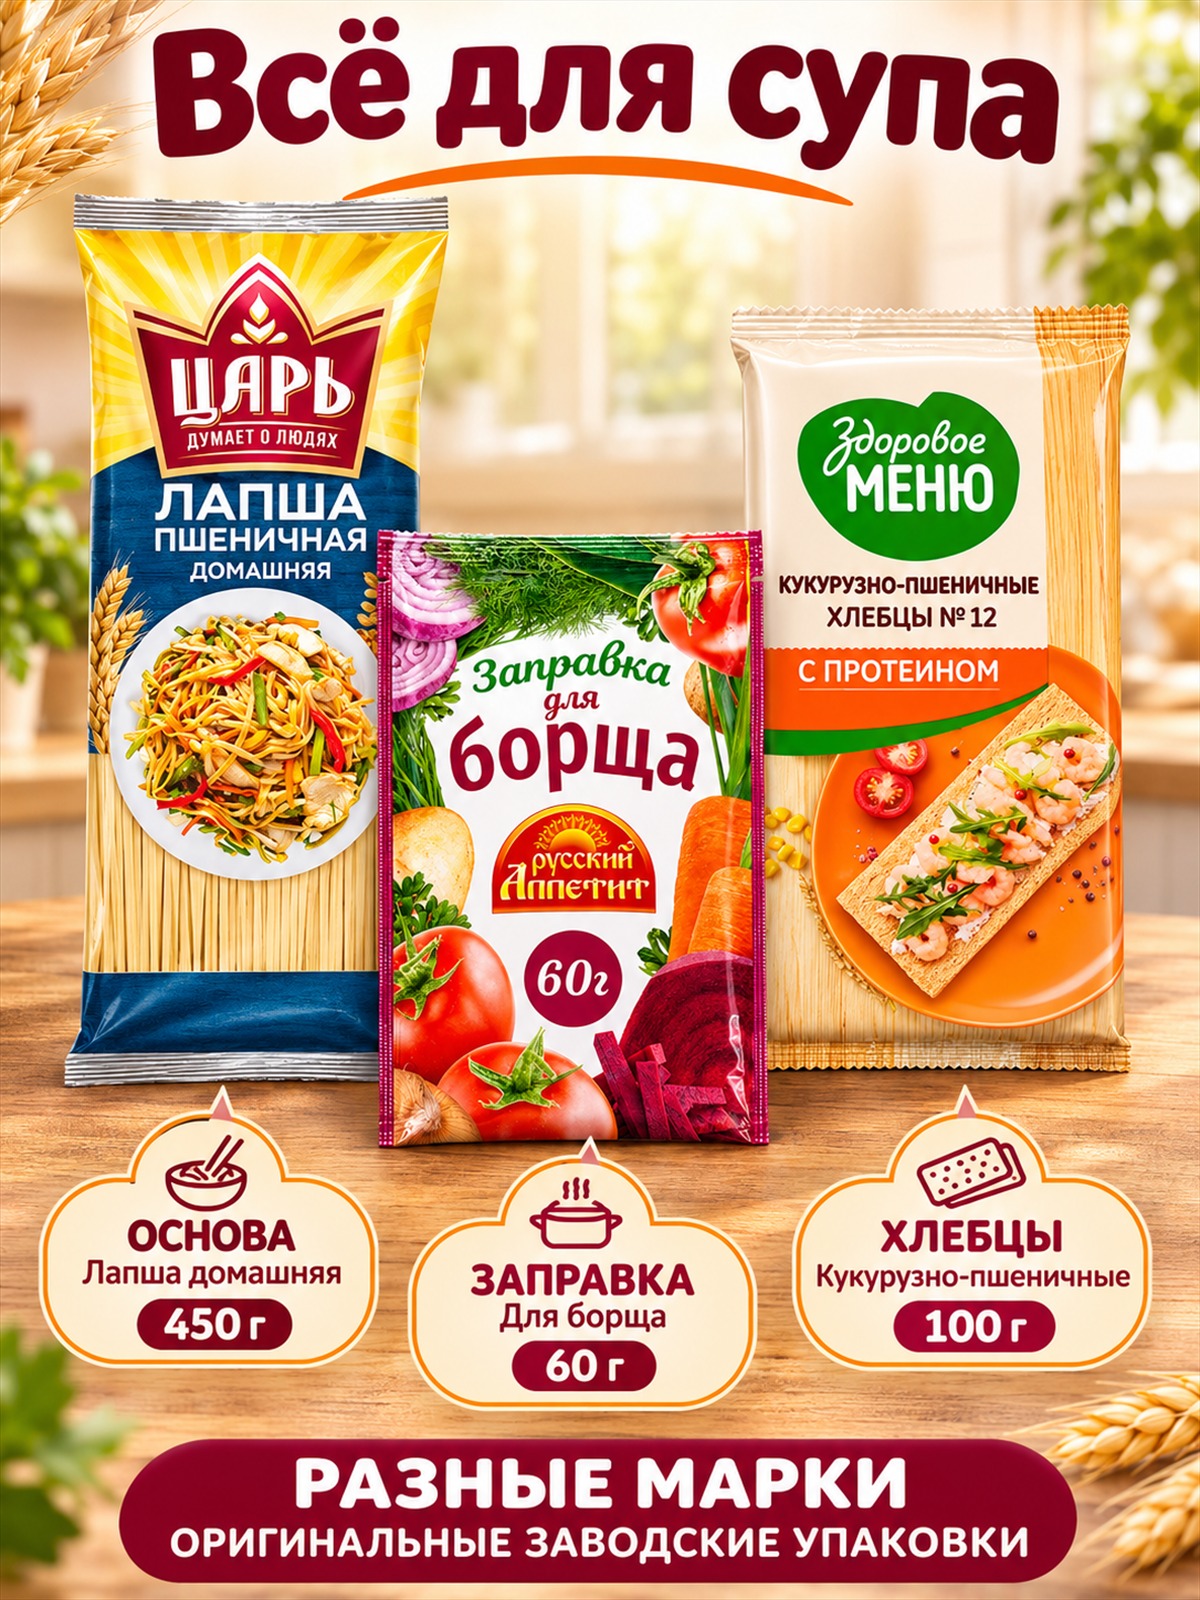 Всё для супа
ЦАРЬ
ДУМАЕТ О ЛЮДЯХ
ЛАПША
ПШЕНИЧНАЯ
ДОМАШНЯЯ
Заправка
для
борща
русский
Аппетит
60г
Здоровое
МЕНЮ
КУКУРУЗНО-ПШЕНИЧНЫЕ
ХЛЕБЦЫ № 12
С ПРОТЕИНОМ
ОСНОВА
Лапша домашняя
450 г
ЗАПРАВКА
Для борща
60 г
ХЛЕБЦЫ
Кукурузно-пшеничные
100 г
РАЗНЫЕ МАРКИ
ОРИГИНАЛЬНЫЕ ЗАВОДСКИЕ УПАКОВКИ